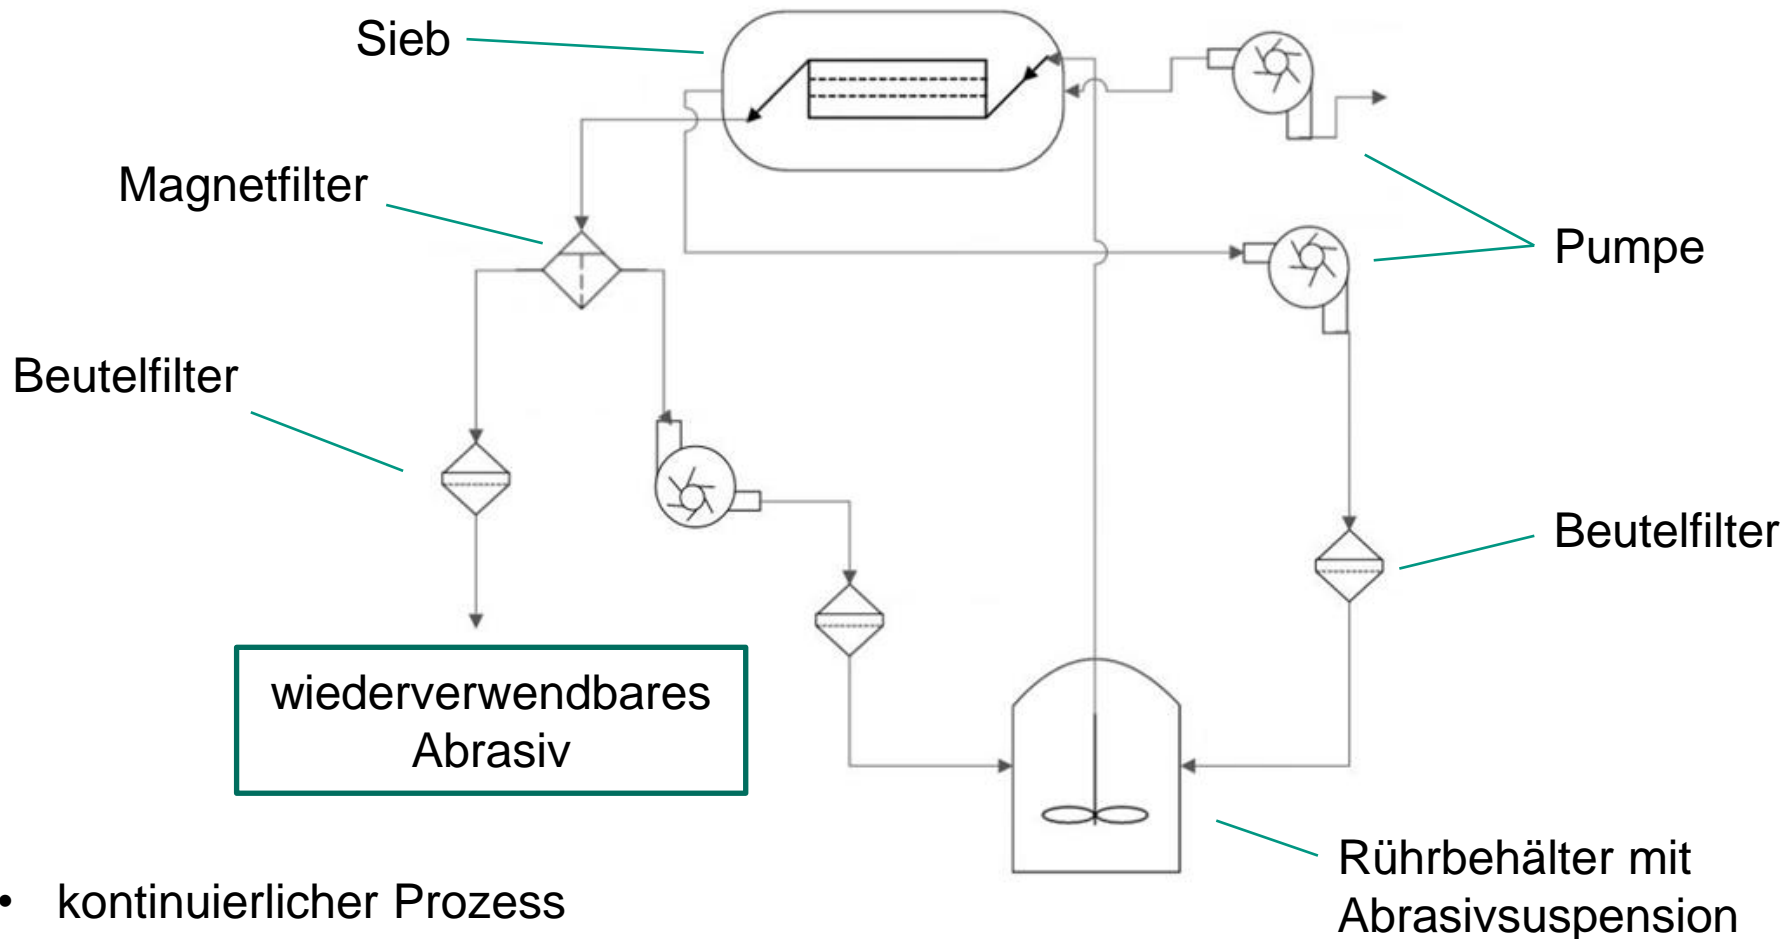 Sieb
Magnetfilter
Pumpe
Beutelfilter
Beutelfilter
wiederverwendbares
Abrasiv
Rührbehälter mit
Abrasivsuspension
• kontinuierlicher Prozess